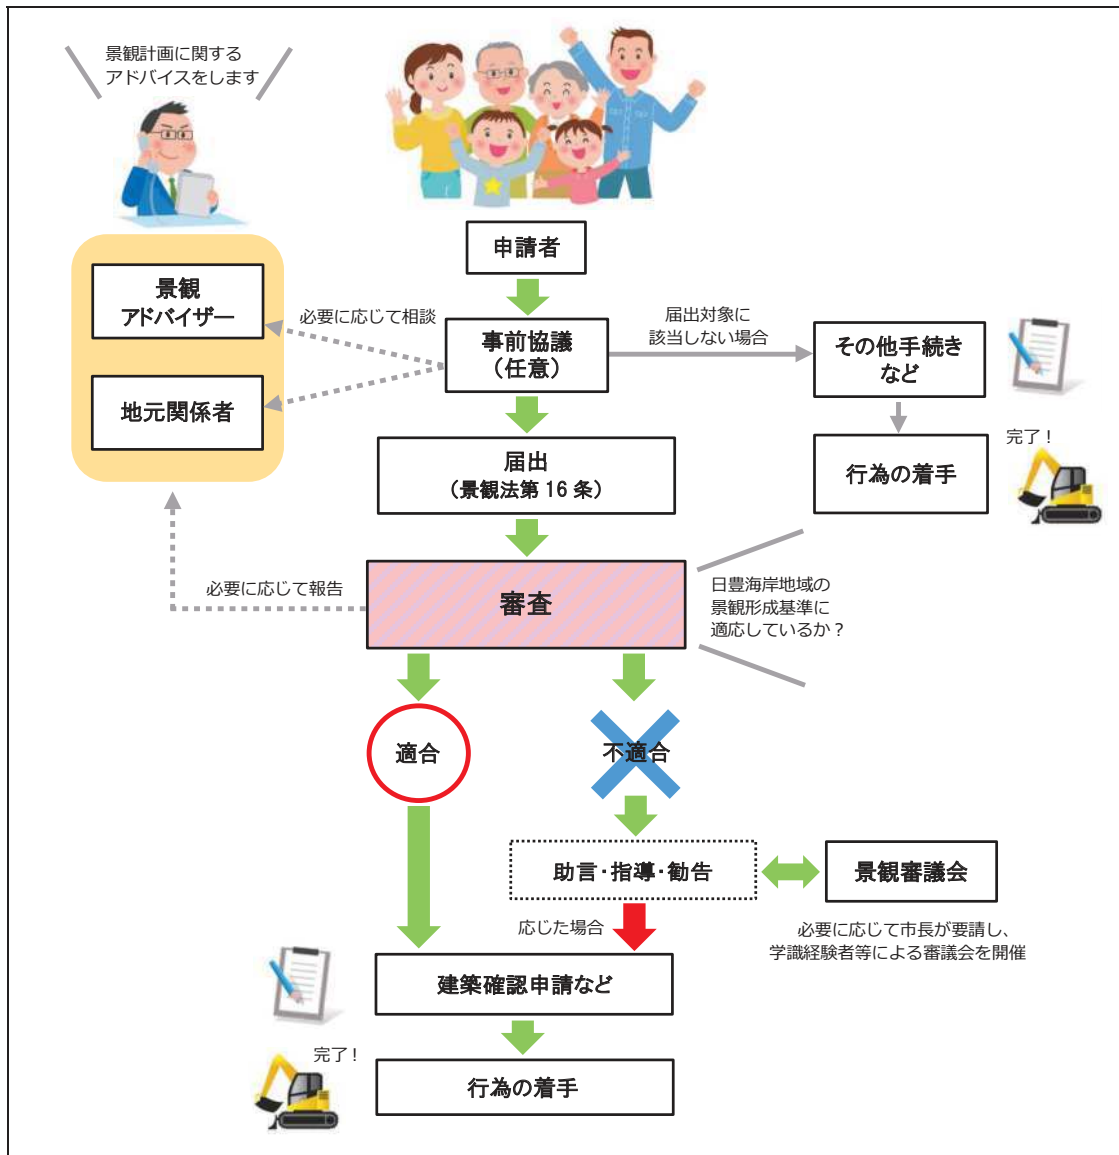 景観計画に関する
アドバイスをします
申請者
景観
アドバイザー
必要に応じて相談
事前協議
（任意）
届出対象に
該当しない場合
その他手続き
など
地元関係者
届出
（景観法第 16 条）
完了！
行為の着手
必要に応じて報告
審査
日豊海岸地域の
景観形成基準に
適応しているか？
適合
不適合
助言・指導・勧告
景観審議会
応じた場合
必要に応じて市長が要請し、
学識経験者等による審議会を開催
建築確認申請など
完了！
行為の着手